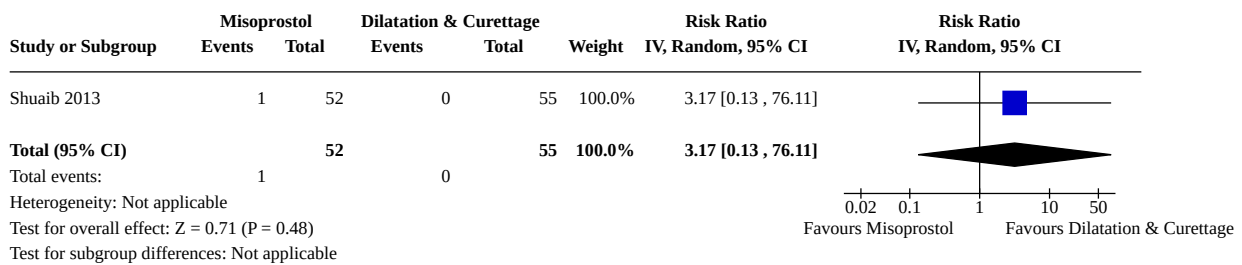 Misoprostol Dilatation & Curettage Risk Ratio Risk Ratio
Study or Subgroup Events Total Events Total Weight IV, Random, 95% CI IV, Random, 95% CI
Shuaib 2013 1 52 0 55 100.0% 3.17 [0.13 , 76.11]
Total (95% CI) 52 55 100.0% 3.17 [0.13 , 76.11]
Total events: 1 0
Heterogeneity: Not applicable
0.02 0.1 1 10 50
Test for overall effect: Z = 0.71 (P = 0.48) Favours Misoprostol Favours Dilatation & Curettage
Test for subgroup differences: Not applicable